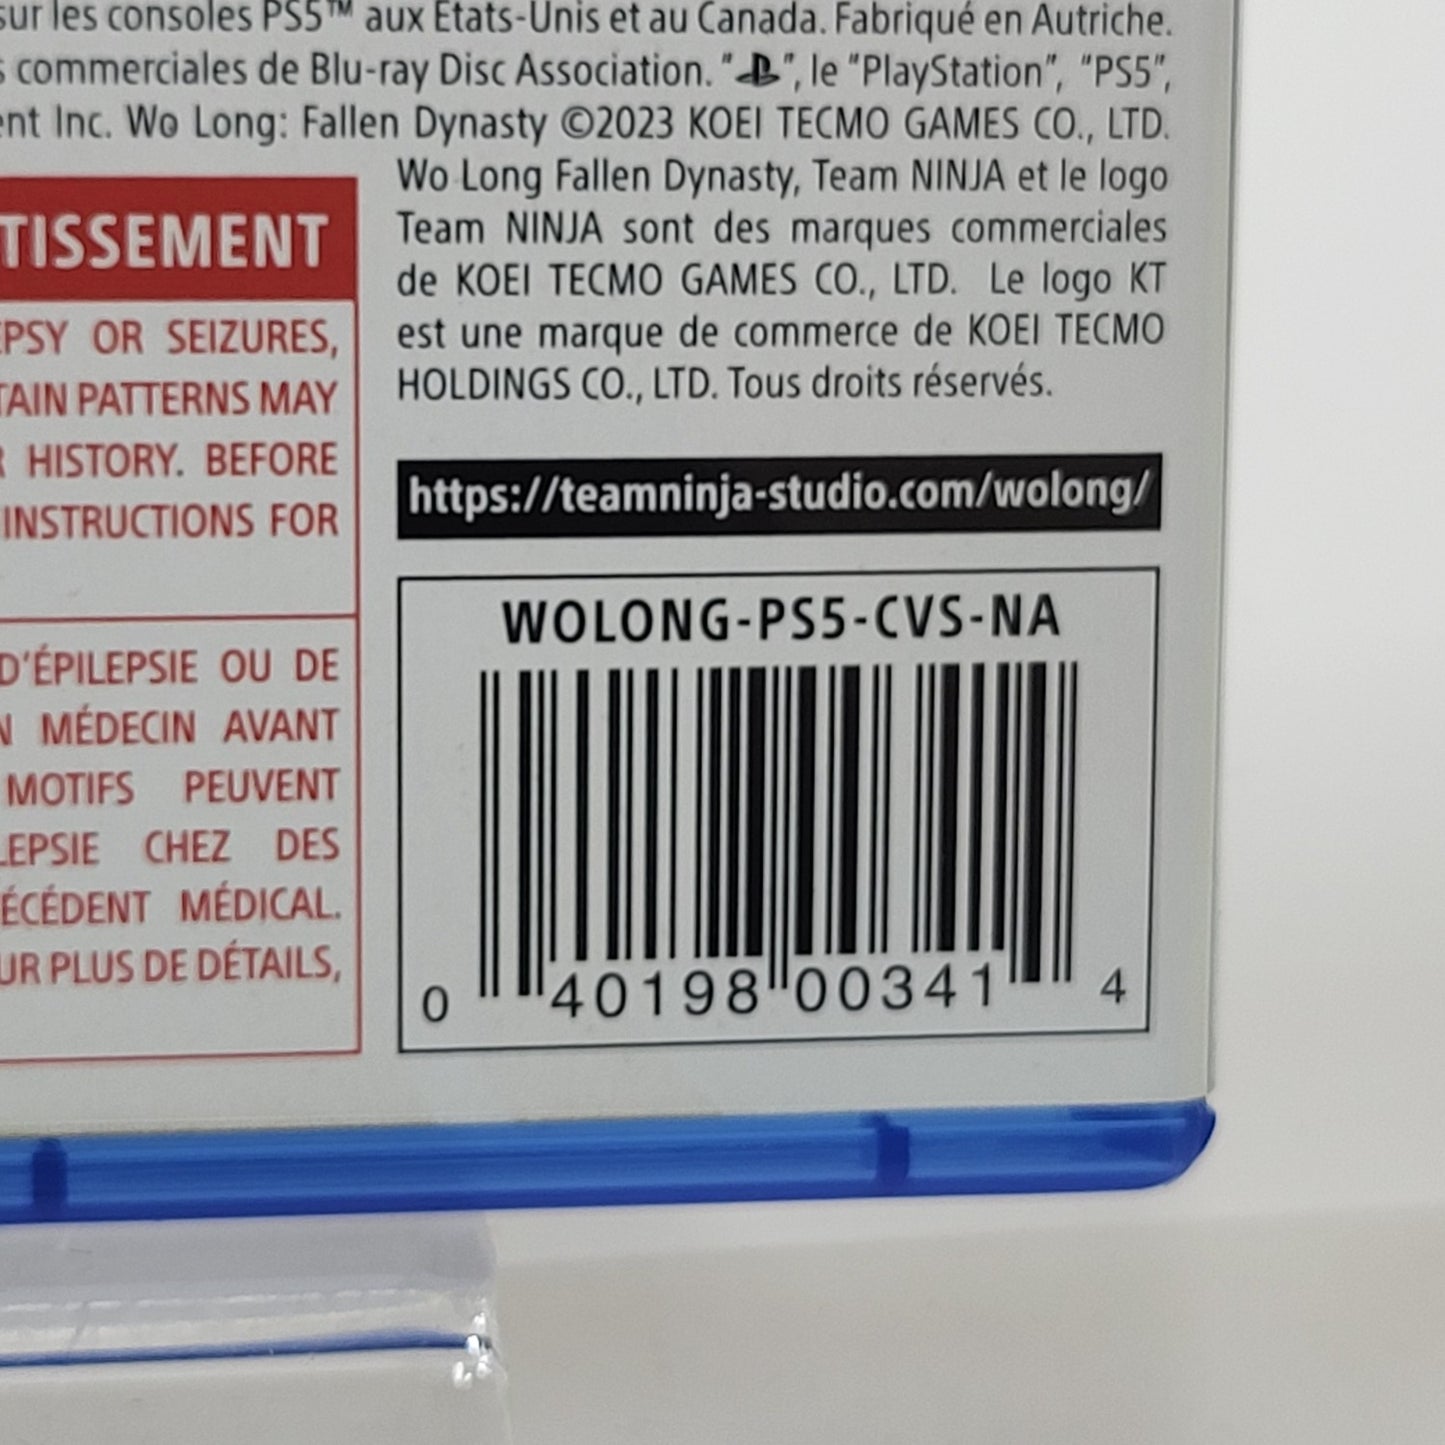 sur les consoles PS5™ aux États-Unis et au Canada. Fabriqué en Autriche.
commerciales de Blu-ray Disc Association. "", le "PlayStation", "PS5",
ent Inc. Wo Long: Fallen Dynasty ©2023 KOEI TECMO GAMES CO., LTD.
Wo Long Fallen Dynasty, Team NINJA et le logo
Team NINJA sont des marques commerciales
de KOEI TECMO GAMES CO., LTD. Le logo KT
est une marque de commerce de KOEI TECMO
HOLDINGS CO., LTD. Tous droits réservés.
TISSEMENT
EPSY OR SEIZURES,
TAIN PATTERNS MAY
R HISTORY. BEFORE
INSTRUCTIONS FOR
D'ÉPILEPSIE OU DE
N MÉDECIN AVANT
MOTIFS PEUVENT
LEPSIE CHEZ DES
ÉCÉDENT MÉDICAL.
UR PLUS DE DÉTAILS,
https://teamninja-studio.com/wolong/
WOLONG-PS5-CVS-NA
0 40198 00341 4